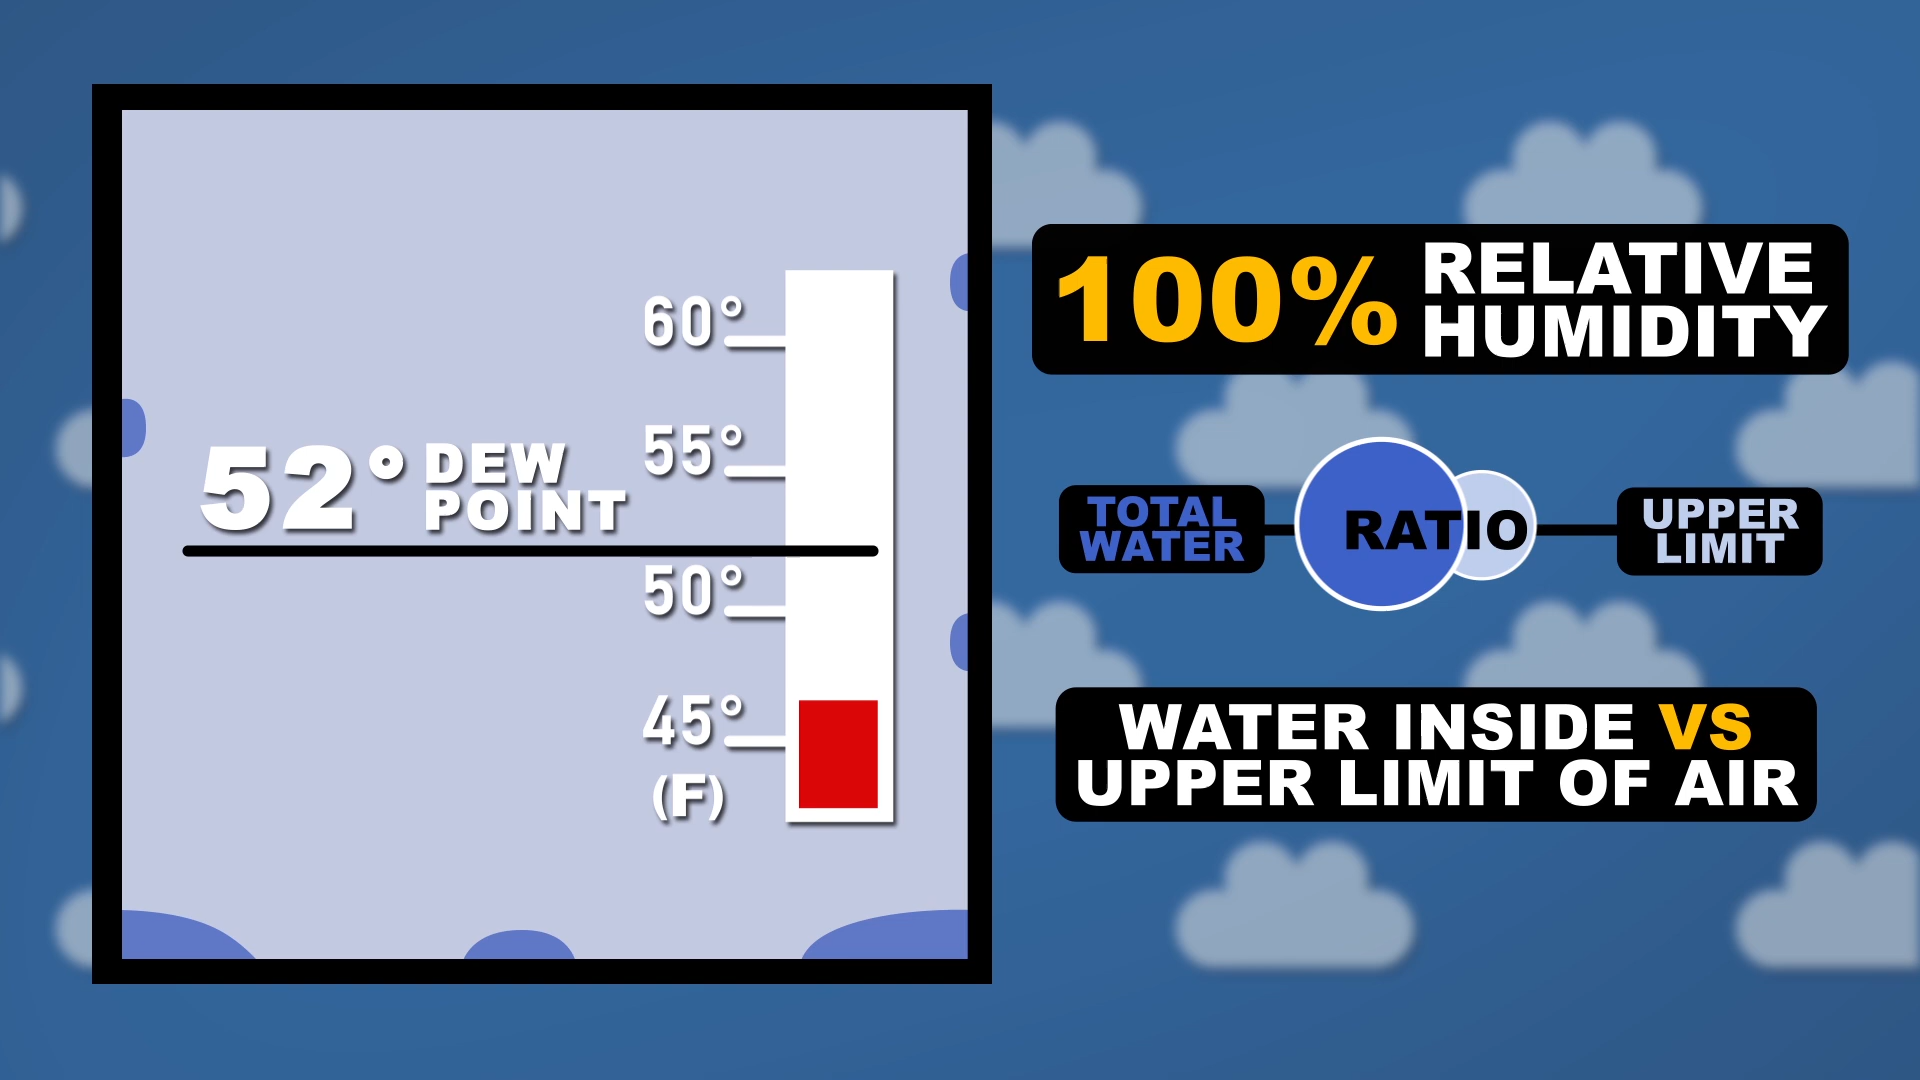 60°
55°
52° DEW POINT
50°
45°
(F)
100% RELATIVE HUMIDITY
TOTAL WATER
RATIO
UPPER LIMIT
WATER INSIDE VS
UPPER LIMIT OF AIR